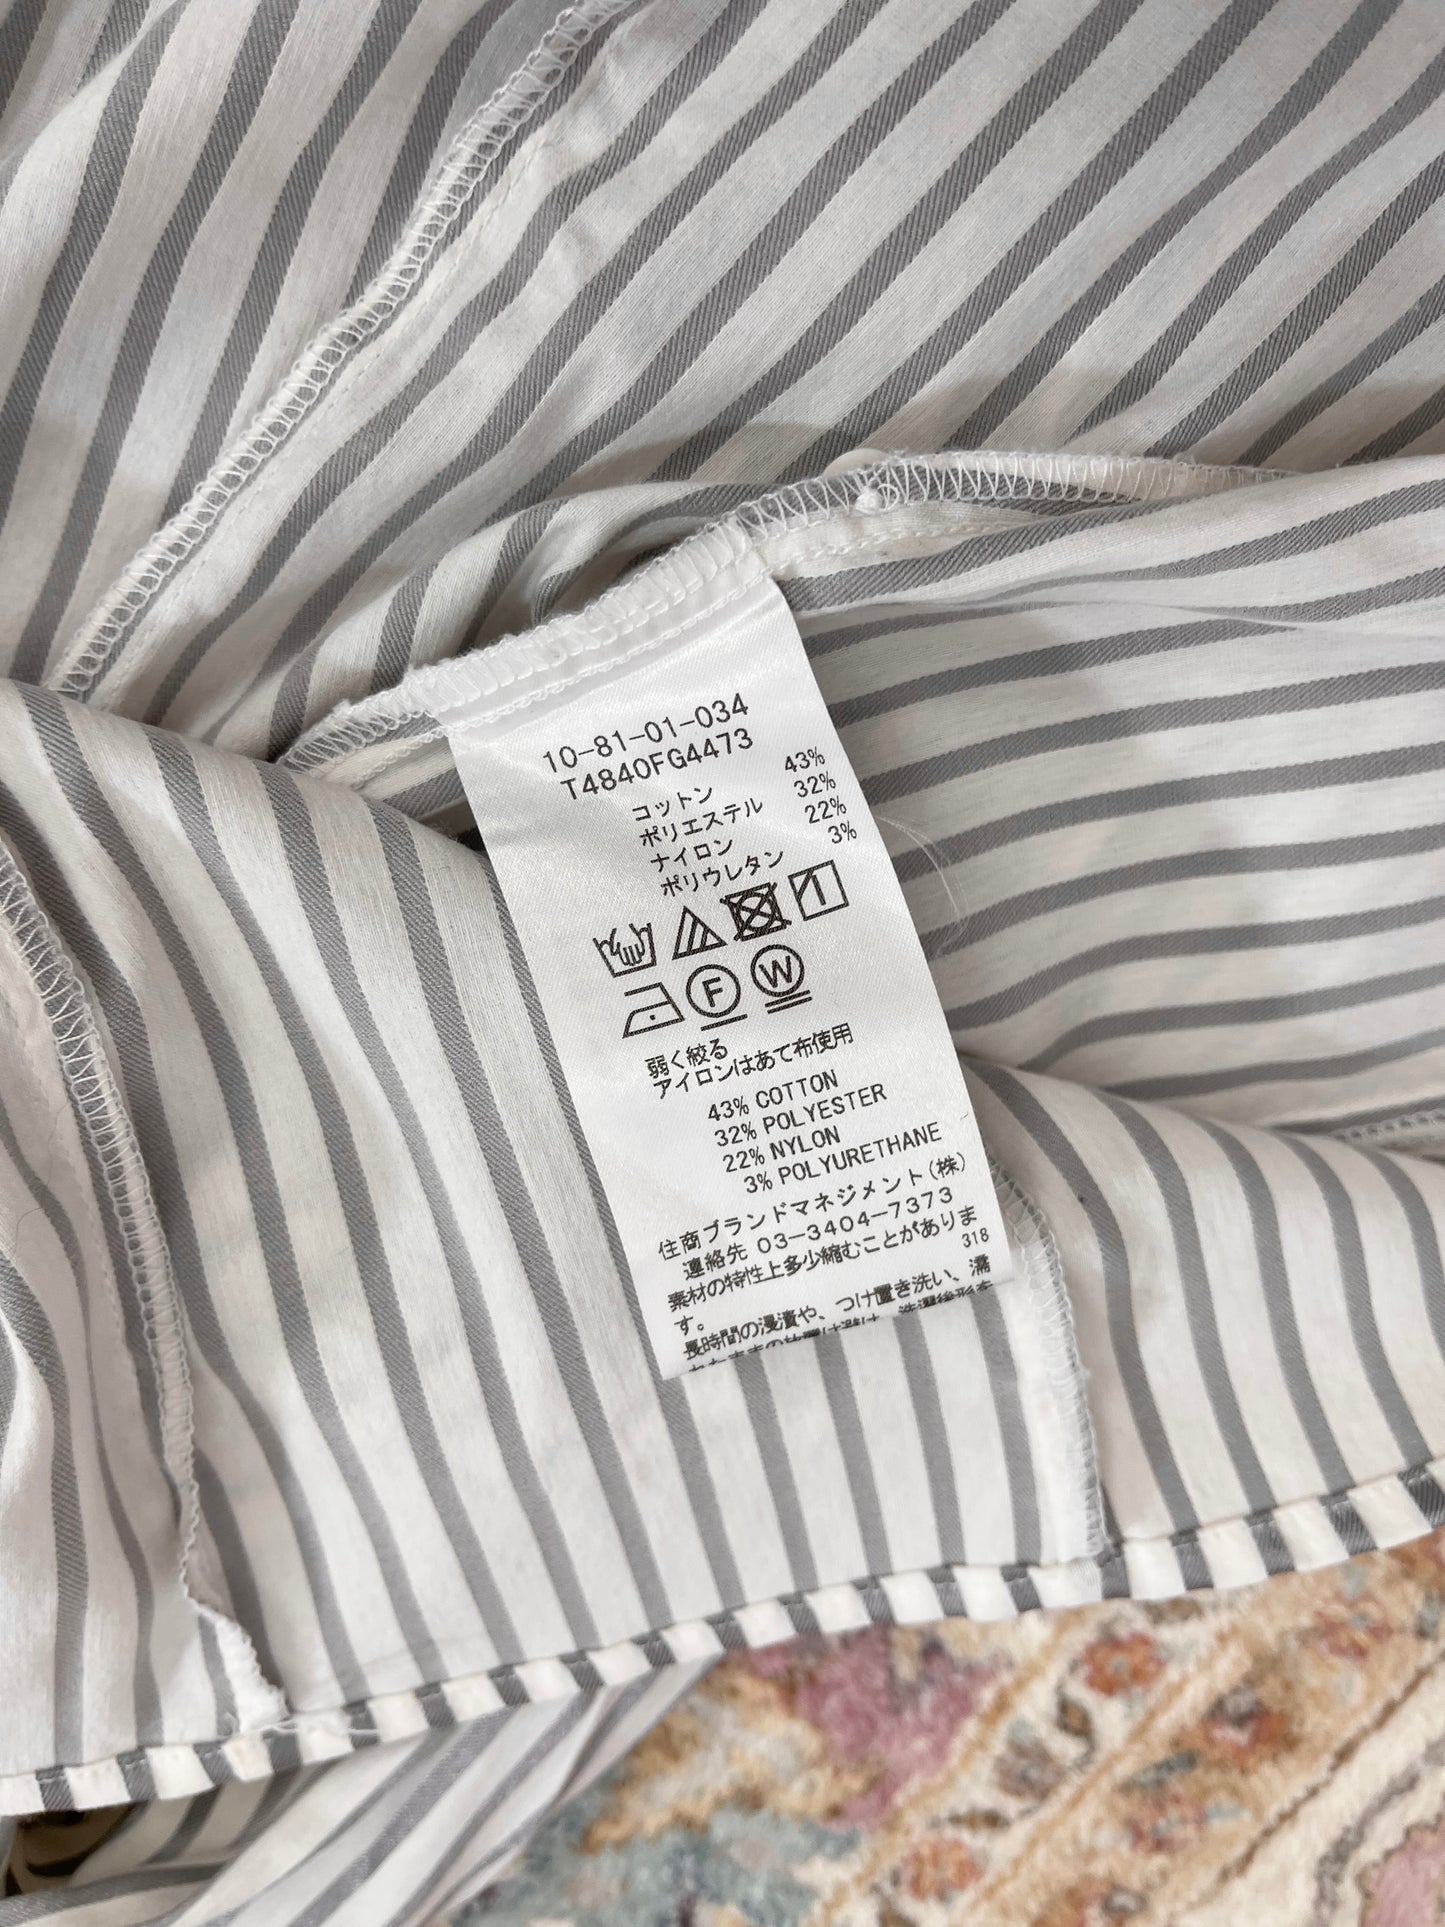 10-81-01-034
T4840FG4473
コットン 43%
ポリエステル 32%
ナイロン 22%
ポリウレタン 3%
F W
弱く絞る
アイロンはあて布使用
43% COTTON
32% POLYESTER
22% NYLON
3% POLYURETHANE
住商ブランドマネジメント(株)
連絡先 03-3404-7373
318
素材の特性上多少縮むことがありま
す。
長時間の浸漬や、つけ置き洗い、濡